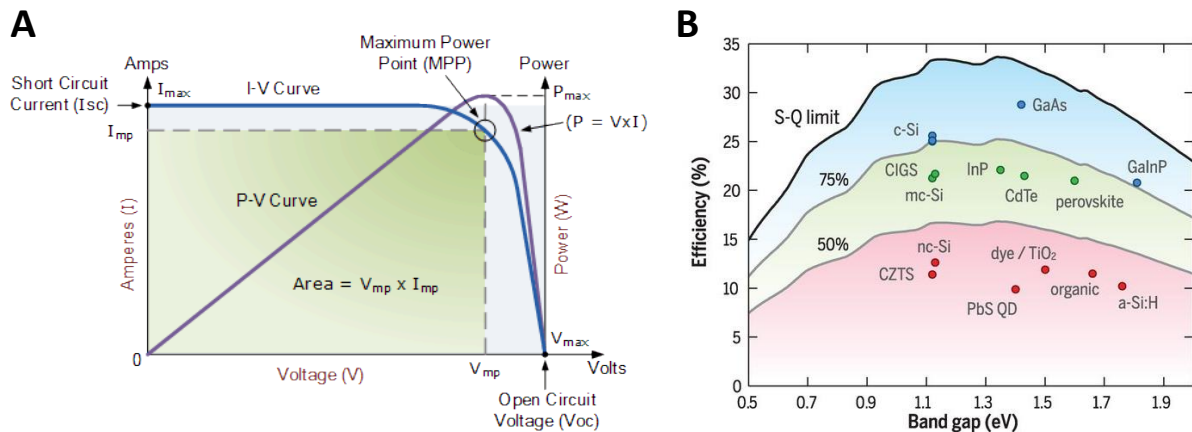 A
Maximum Power
Point (MPP)
Amps
Power
Short Circuit
Current (Isc)
Imax
I-V Curve
Pmax
(P = VxI)
Imp
P-V Curve
Amperes (I)
Power (W)
Area = Vmp x Imp
0
Vmax
Voltage (V)
Vmp
Volts
Open Circuit
Voltage (Voc)
B
35
30
25
20
15
10
5
0
Efficiency (%)
S-Q limit
GaAs
c-Si
75%
CIGS
mc-Si
InP
CdTe
perovskite
GaInP
50%
nc-Si
CZTS
dye / TiO2
PbS QD
organic
a-Si:H
0.5 0.7 0.9 1.1 1.3 1.5 1.7 1.9
Band gap (eV)